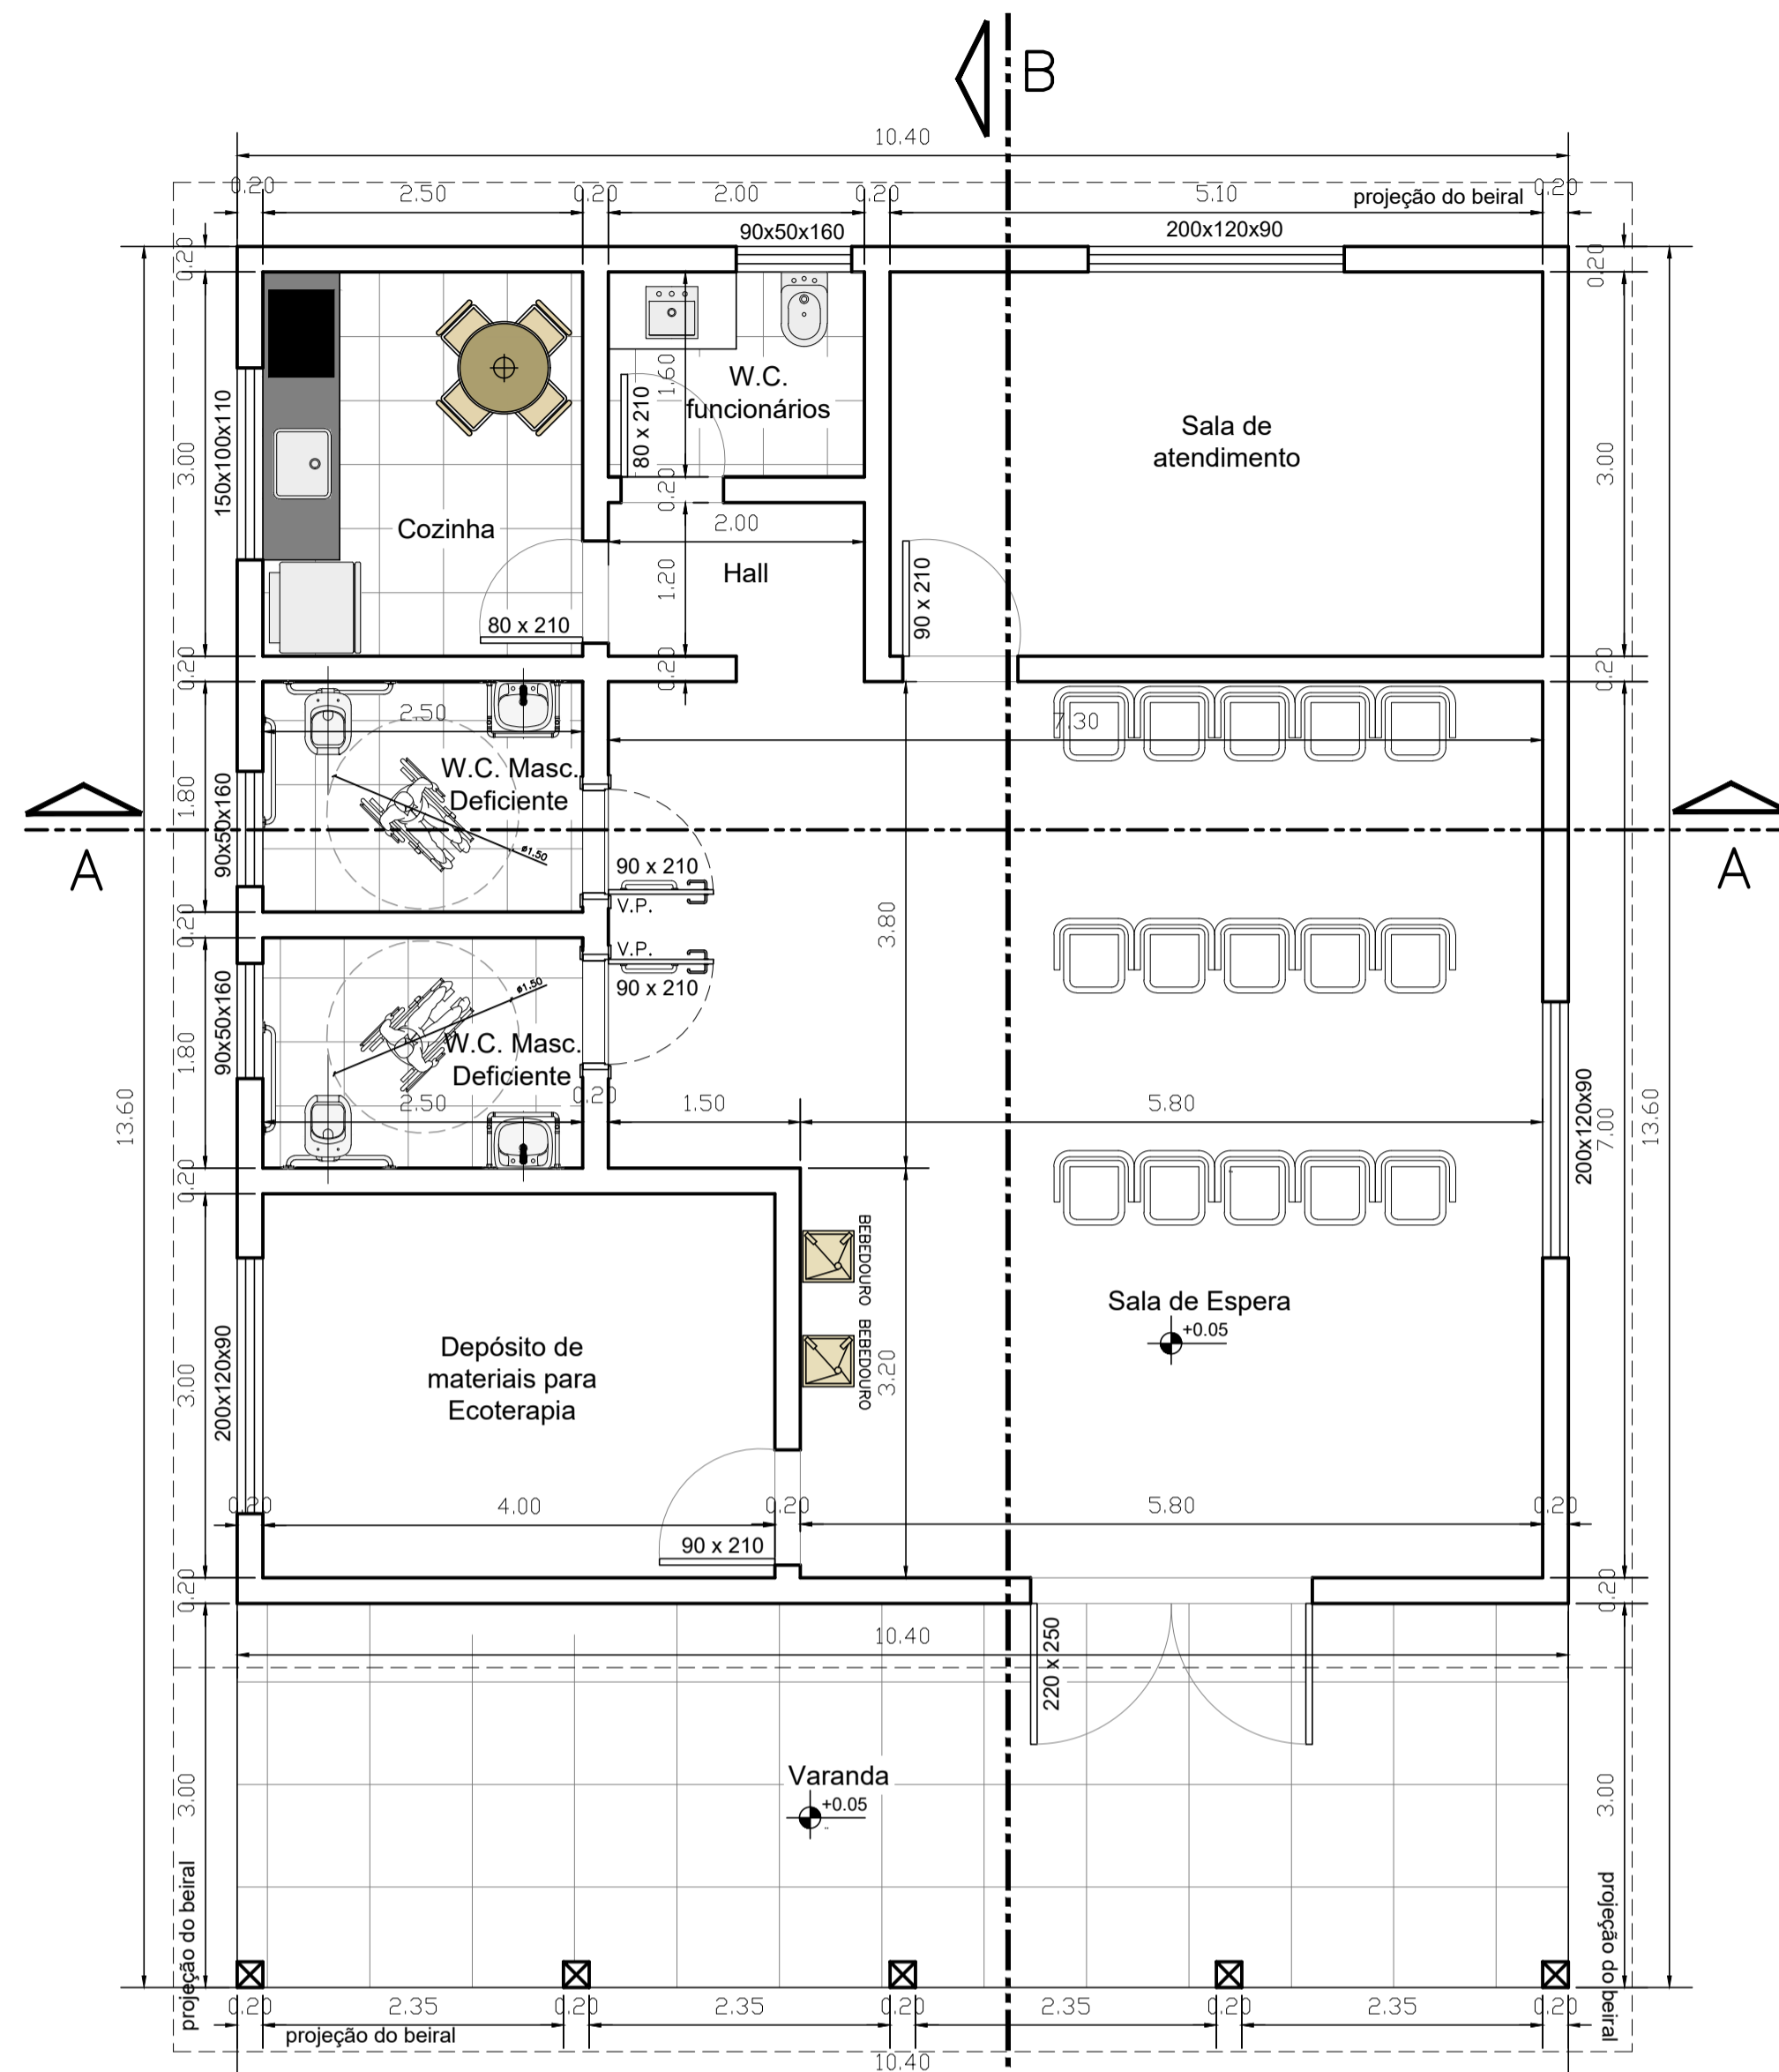 B
10.40
0.20
2.50
0.20
2.00
0.20
5.10
0.20
projeção do beiral
90x50x160
200x120x90
0.20
0.20
3.00
150x100x110
1.60
80 x 210
W.C.
funcionários
Sala de
atendimento
3.00
Cozinha
0.20
2.00
Hall
1.20
80 x 210
90 x 210
0.20
0.20
0.20
2.50
7.30
W.C. Masc.
Deficiente
1.80
90x50x160
ø1.50
A
A
90 x 210
V.P.
0.20
3.80
V.P.
90 x 210
ø1.50
1.80
90x50x160
W.C. Masc.
Deficiente
2.50
0.20
1.50
5.80
13.60
200x120x90
7.00
13.60
0.20
BEBEDOURO
BEBEDOURO
Sala de Espera
+0.05
Depósito de
materiais para
Ecoterapia
3.00
200x120x90
3.20
0.20
4.00
0.20
5.80
0.20
90 x 210
0.20
0.20
10.40
220 x 250
Varanda
+0.05
3.00
3.00
projeção do beiral
projeção do beiral
0.20
2.35
0.20
2.35
0.20
2.35
0.20
2.35
0.20
projeção do beiral
10.40